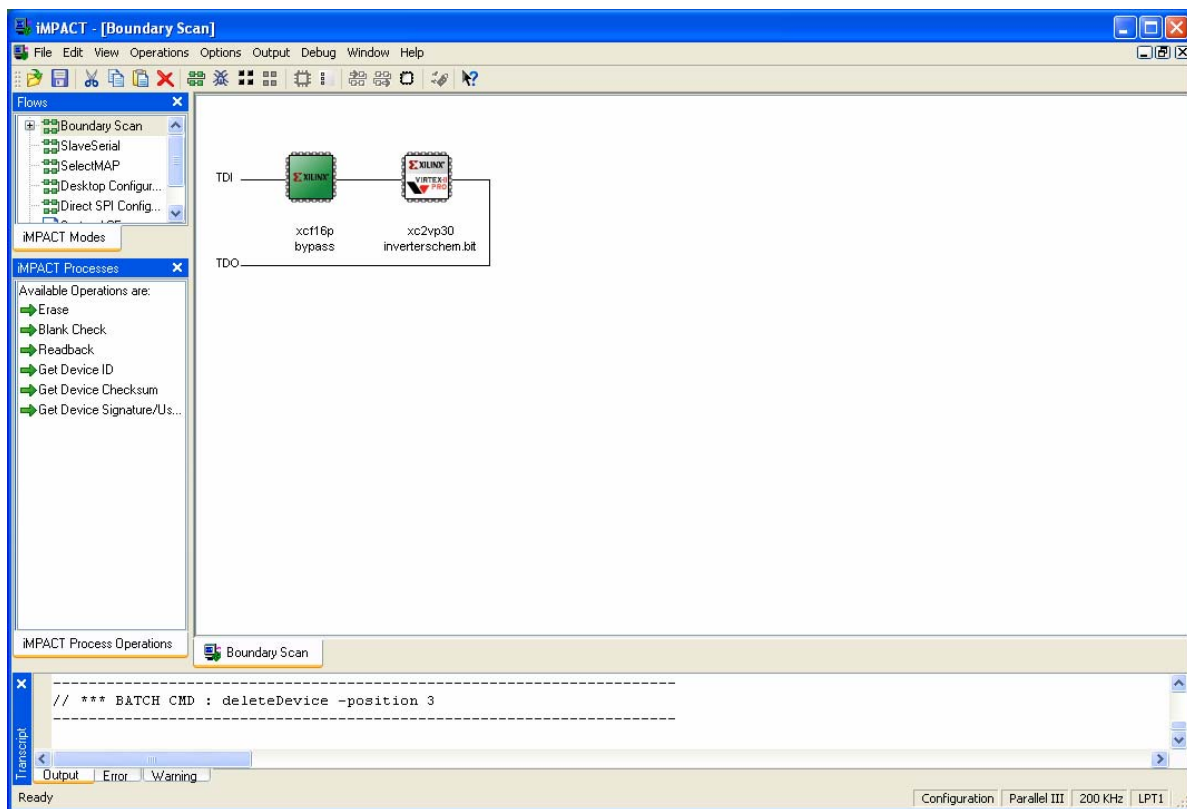 iMPACT - [Boundary Scan]
File Edit View Operations Options Output Debug Window Help
Flows
Boundary Scan
SlaveSerial
SelectMAP
Desktop Configur...
Direct SPI Config...
iMPACT Modes
iMPACT Processes
Available Operations are:
Erase
Blank Check
Readback
Get Device ID
Get Device Checksum
Get Device Signature/Us...
iMPACT Process Operations
TDI
XILINX
XILINX
VIRTEX-II
PRO
xcf16p
bypass
xc2vp30
inverterschem.bit
TDO
Boundary Scan
// *** BATCH CMD : deleteDevice -position 3
Transcript
Output Error Warning
Ready
Configuration Parallel III 200 KHz LPT1